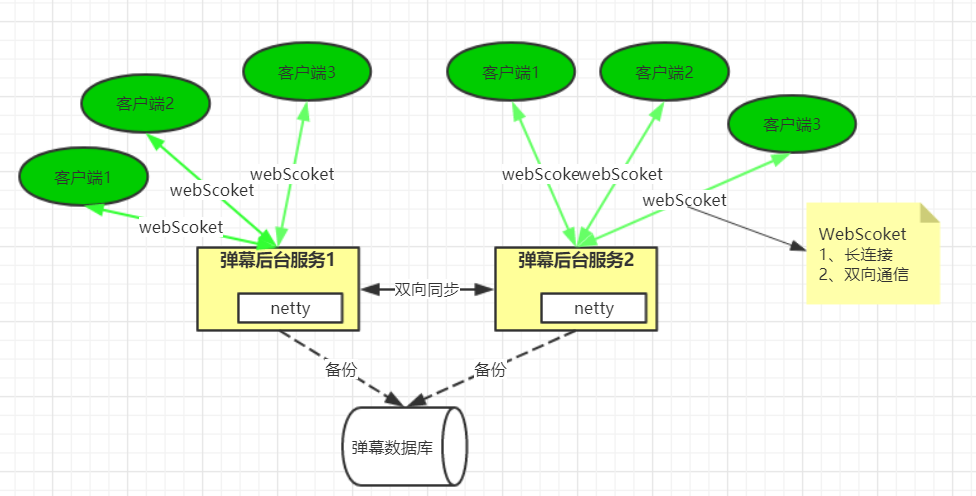 客户端3
客户端1
客户端2
客户端2
客户端3
客户端1
webScoket
webScoket
webScoket
webScoke
webScoket
webScoket
WebScoket
1、长连接
2、双向通信
弹幕后台服务1
netty
双向同步
弹幕后台服务2
netty
备份
备份
弹幕数据库